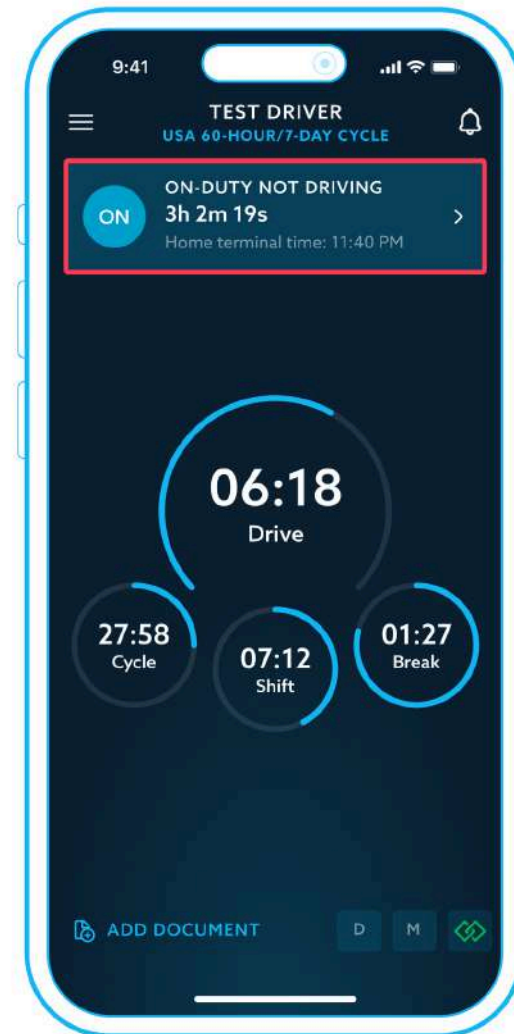 9:41
TEST DRIVER
USA 60-HOUR/7-DAY CYCLE
ON
ON-DUTY NOT DRIVING
3h 2m 19s
Home terminal time: 11:40 PM
06:18
Drive
27:58
Cycle
07:12
Shift
01:27
Break
ADD DOCUMENT
D
M